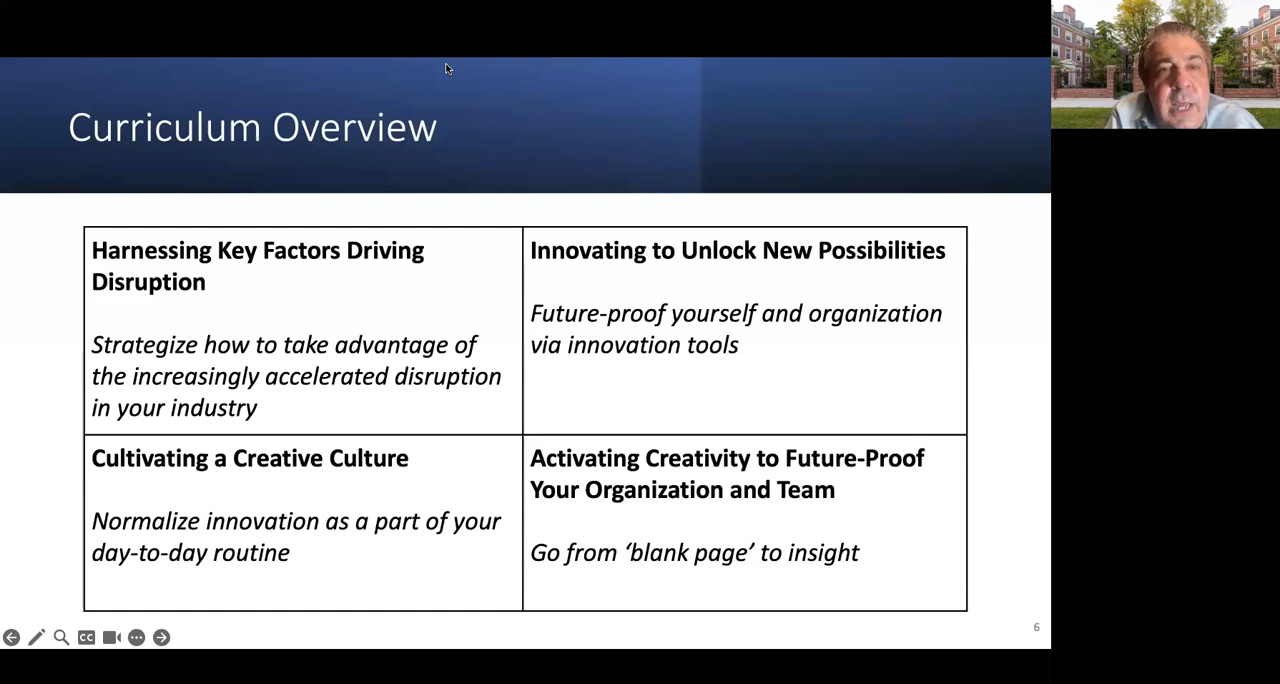 Curriculum Overview
Harnessing Key Factors Driving
Disruption
Strategize how to take advantage of
the increasingly accelerated disruption
in your industry
Innovating to Unlock New Possibilities
Future-proof yourself and organization
via innovation tools
Cultivating a Creative Culture
Normalize innovation as a part of your
day-to-day routine
Activating Creativity to Future-Proof
Your Organization and Team
Go from ‘blank page’ to insight
6
CC